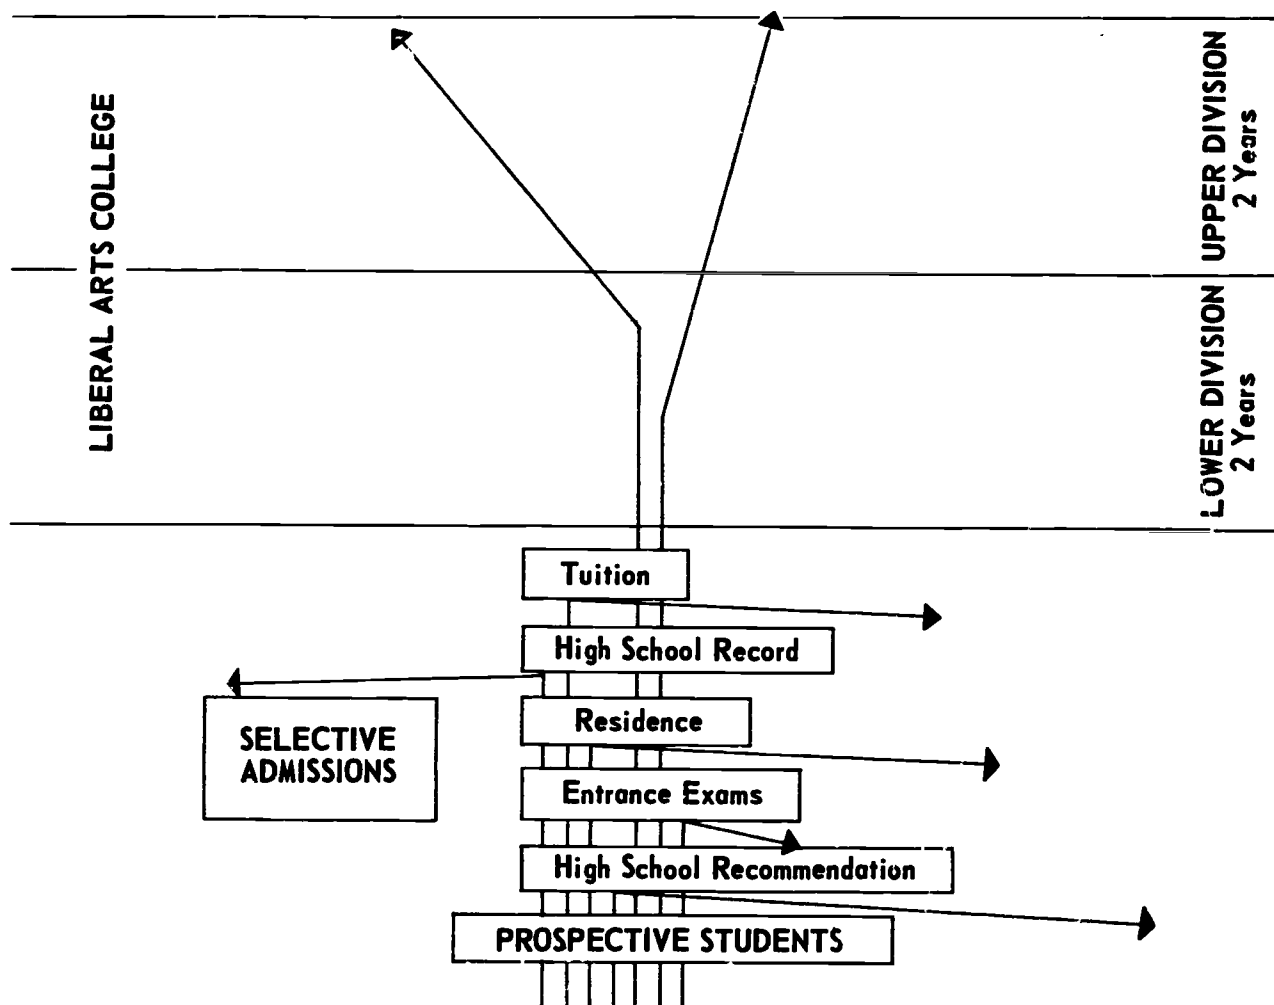 LIBERAL ARTS COLLEGE
UPPER DIVISION
2 Years
LOWER DIVISION
2 Years
Tuition
High School Record
Residence
SELECTIVE
ADMISSIONS
Entrance Exams
High School Recommendation
PROSPECTIVE STUDENTS